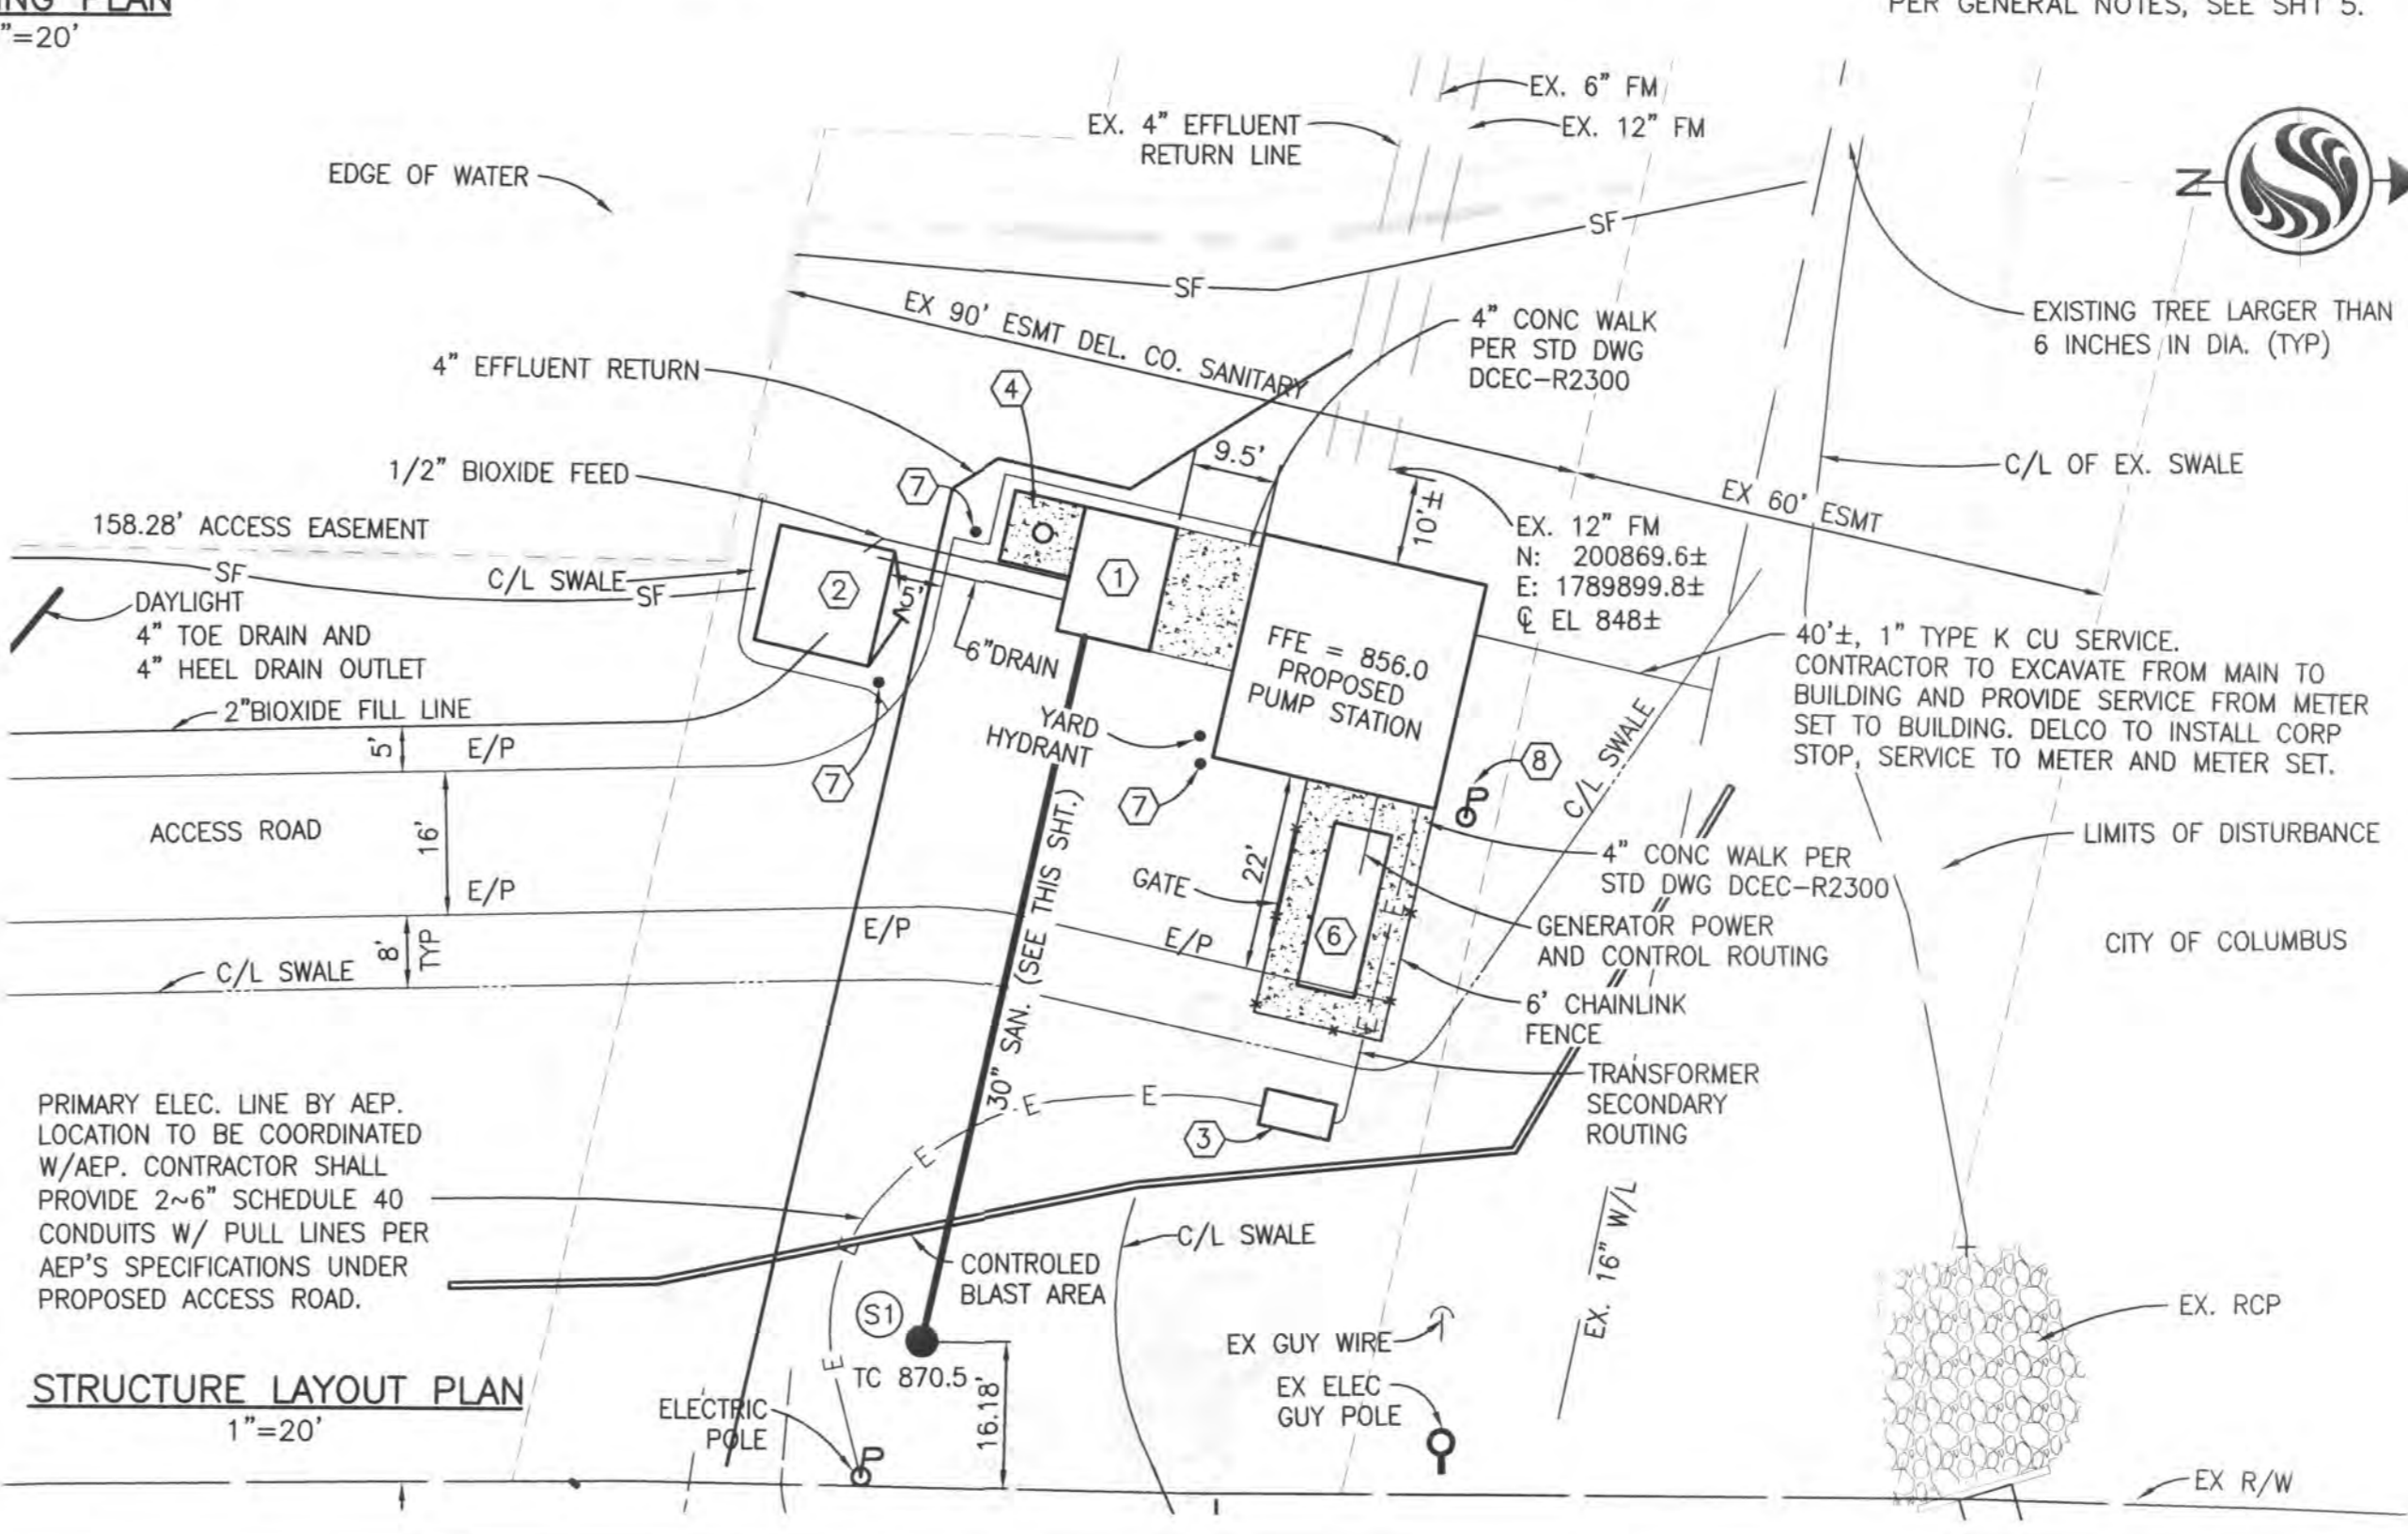 ING PLAN
"=20'
PER GENERAL NOTES, SEE SHT 5.
EX. 6" FM
EX. 12" FM
EX. 4" EFFLUENT
RETURN LINE
EDGE OF WATER
N
SF
SF
EX 90' ESMT DEL. CO. SANITARY
4" CONC WALK
PER STD DWG
DCEC-R2300
EXISTING TREE LARGER THAN
6 INCHES IN DIA. (TYP)
4" EFFLUENT RETURN
4
9.5'
C/L OF EX. SWALE
1/2" BIOXIDE FEED
7
10'±
EX 60' ESMT
158.28' ACCESS EASEMENT
EX. 12" FM
N: 200869.6±
E: 1789899.8±
℄ EL 848±
SF
C/L SWALE
SF
2
5'
1
DAYLIGHT
4" TOE DRAIN AND
4" HEEL DRAIN OUTLET
6"DRAIN
FFE = 856.0
PROPOSED
PUMP STATION
40'±, 1" TYPE K CU SERVICE.
CONTRACTOR TO EXCAVATE FROM MAIN TO
BUILDING AND PROVIDE SERVICE FROM METER
SET TO BUILDING. DELCO TO INSTALL CORP
STOP, SERVICE TO METER AND METER SET.
2"BIOXIDE FILL LINE
5'
E/P
YARD
HYDRANT
7
7
8
P
C/L SWALE
ACCESS ROAD
16'
E/P
LIMITS OF DISTURBANCE
4" CONC WALK PER
STD DWG DCEC-R2300
22'
GATE
E
6
GENERATOR POWER
AND CONTROL ROUTING
CITY OF COLUMBUS
E/P
E/P
8'
TYP
C/L SWALE
6' CHAINLINK
FENCE
E
30" SAN. (SEE THIS SHT.)
TRANSFORMER
SECONDARY
ROUTING
E
E
E
3
PRIMARY ELEC. LINE BY AEP.
LOCATION TO BE COORDINATED
W/AEP. CONTRACTOR SHALL
PROVIDE 2~6" SCHEDULE 40
CONDUITS W/ PULL LINES PER
AEP'S SPECIFICATIONS UNDER
PROPOSED ACCESS ROAD.
E
C/L SWALE
CONTROLED
BLAST AREA
EX. 16" W/L
S1
TC 870.5
E
16.18'
EX GUY WIRE
EX ELEC
GUY POLE
EX. RCP
STRUCTURE LAYOUT PLAN
1"=20'
ELECTRIC
POLE
P
EX R/W